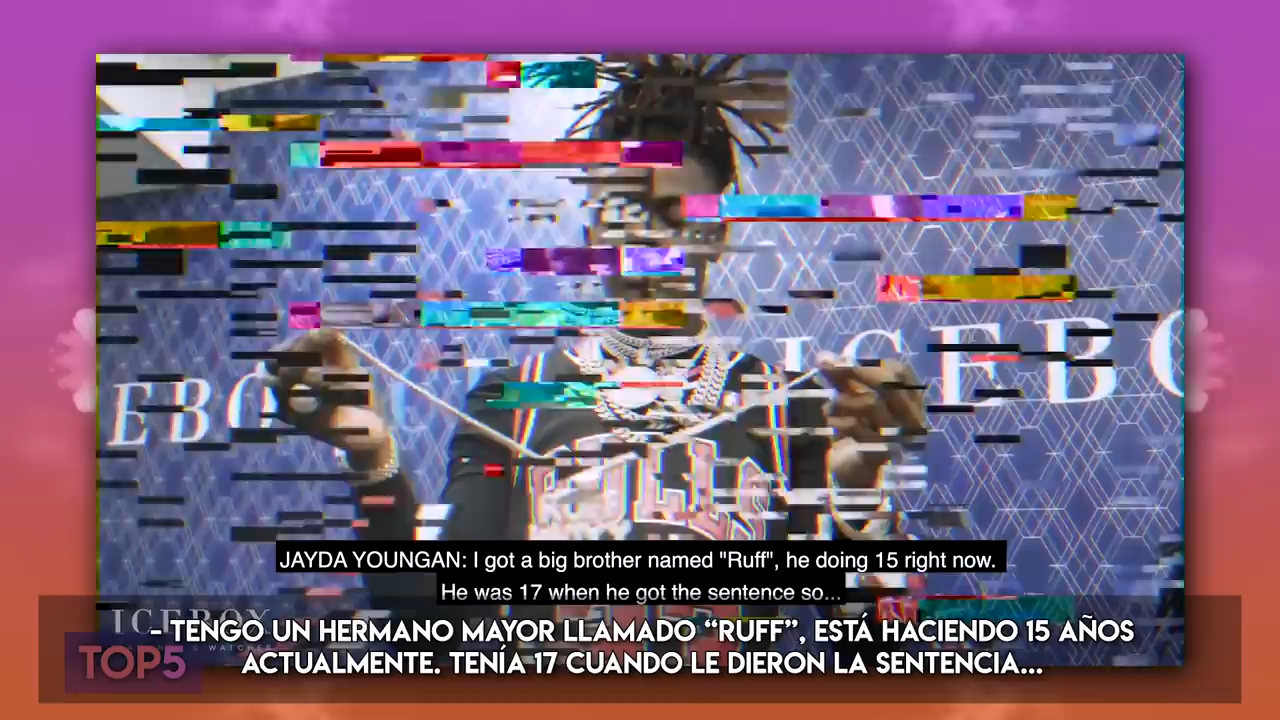 EBO
ICEBO
JAYDA YOUNGAN: I got a big brother named "Ruff", he doing 15 right now.
He was 17 when he got the sentence so...
ICEBOX
& WATCHES
- TENGO UN HERMANO MAYOR LLAMADO “RUFF”, ESTÁ HACIENDO 15 AÑOS
ACTUALMENTE. TENÍA 17 CUANDO LE DIERON LA SENTENCIA...
TOP5